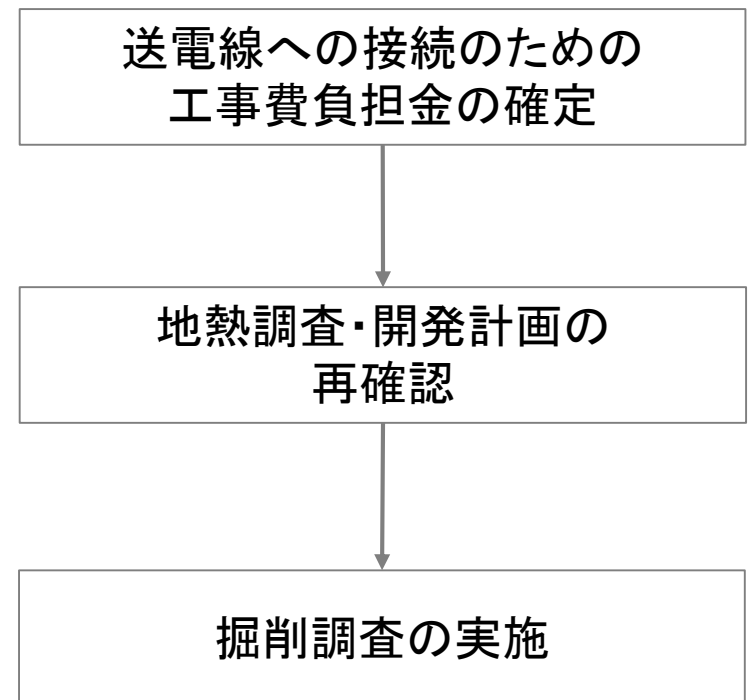 送電線への接続のための
工事費負担金の確定
地熱調査・開発計画の
再確認
掘削調査の実施